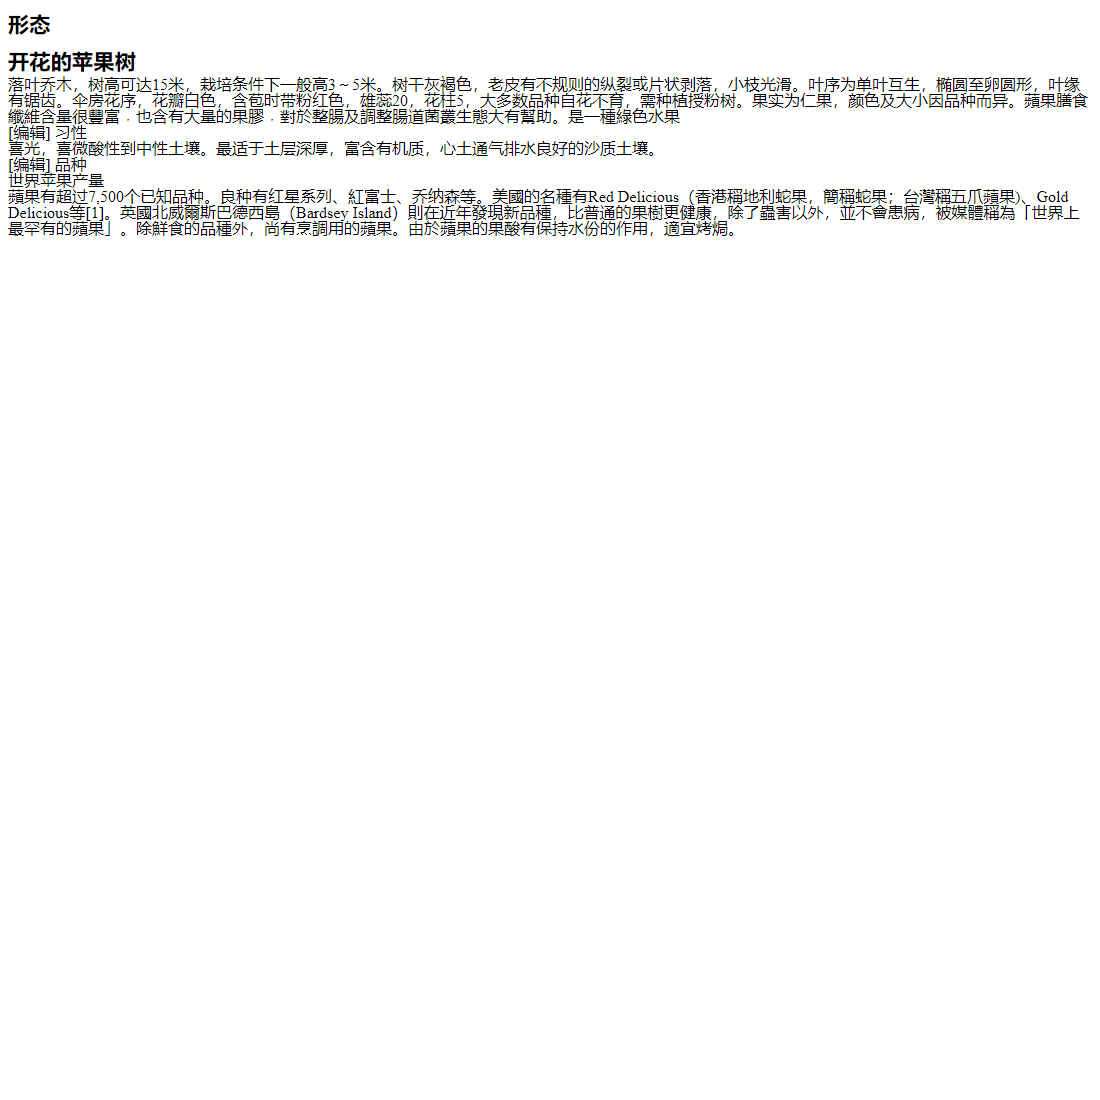 形态
开花的苹果树
落叶乔木，树高可达15米，栽培条件下一般高3～5米。树干灰褐色，老皮有不规则的纵裂或片状剥落，小枝光滑。叶序为单叶互生，椭圆至卵圆形，叶缘
有锯齿。伞房花序，花瓣白色，含苞时带粉红色，雄蕊20，花柱5，大多数品种自花不育，需种植授粉树。果实为仁果，颜色及大小因品种而异。蘋果膳食
纖維含量很豐富﹒也含有大量的果膠﹒對於整腸及調整腸道菌叢生態大有幫助。是一種綠色水果
[编辑] 习性
喜光，喜微酸性到中性土壤。最适于土层深厚，富含有机质，心土通气排水良好的沙质土壤。
[编辑] 品种
世界苹果产量
蘋果有超过7,500个已知品种。良种有红星系列、紅富士、乔纳森等。美國的名種有Red Delicious（香港稱地利蛇果，簡稱蛇果；台灣稱五爪蘋果)、Gold
Delicious等[1]。英國北威爾斯巴德西島（Bardsey Island）則在近年發現新品種，比普通的果樹更健康，除了蟲害以外，並不會患病，被媒體稱為「世界上
最罕有的蘋果」。除鮮食的品種外，尚有烹調用的蘋果。由於蘋果的果酸有保持水份的作用，適宜烤焗。